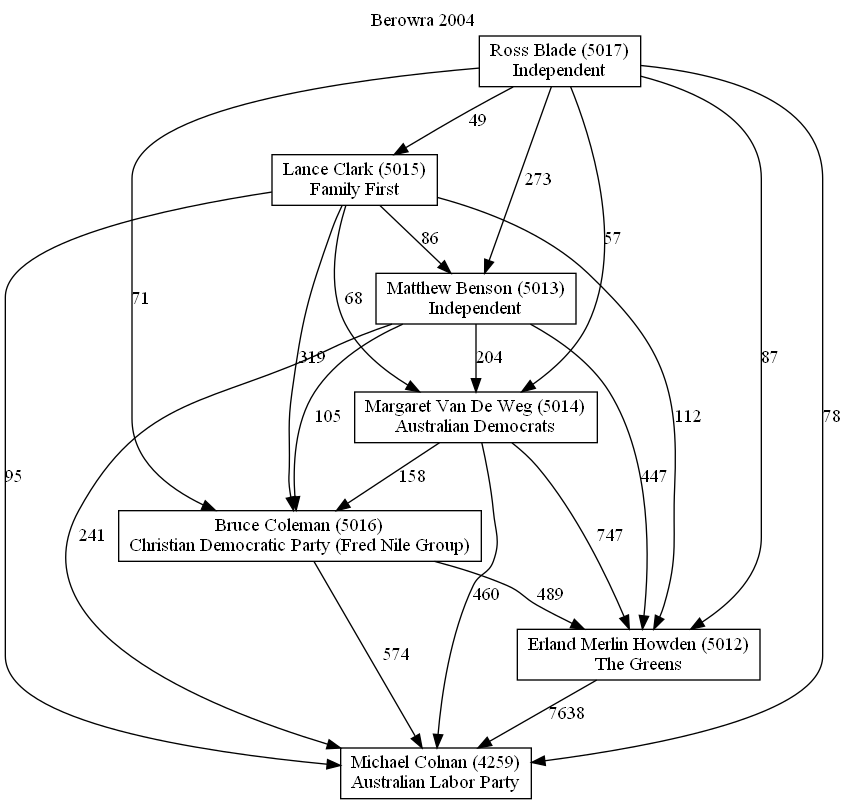 Berowra 2004
Ross Blade (5017)
Independent
49
Lance Clark (5015)
Family First
273
86
57
Matthew Benson (5013)
Independent
71
68
319
204
87
105
Margaret Van De Weg (5014)
Australian Democrats
112
78
95
158
447
Bruce Coleman (5016)
Christian Democratic Party (Fred Nile Group)
241
747
460
489
Erland Merlin Howden (5012)
The Greens
574
7638
Michael Colnan (4259)
Australian Labor Party